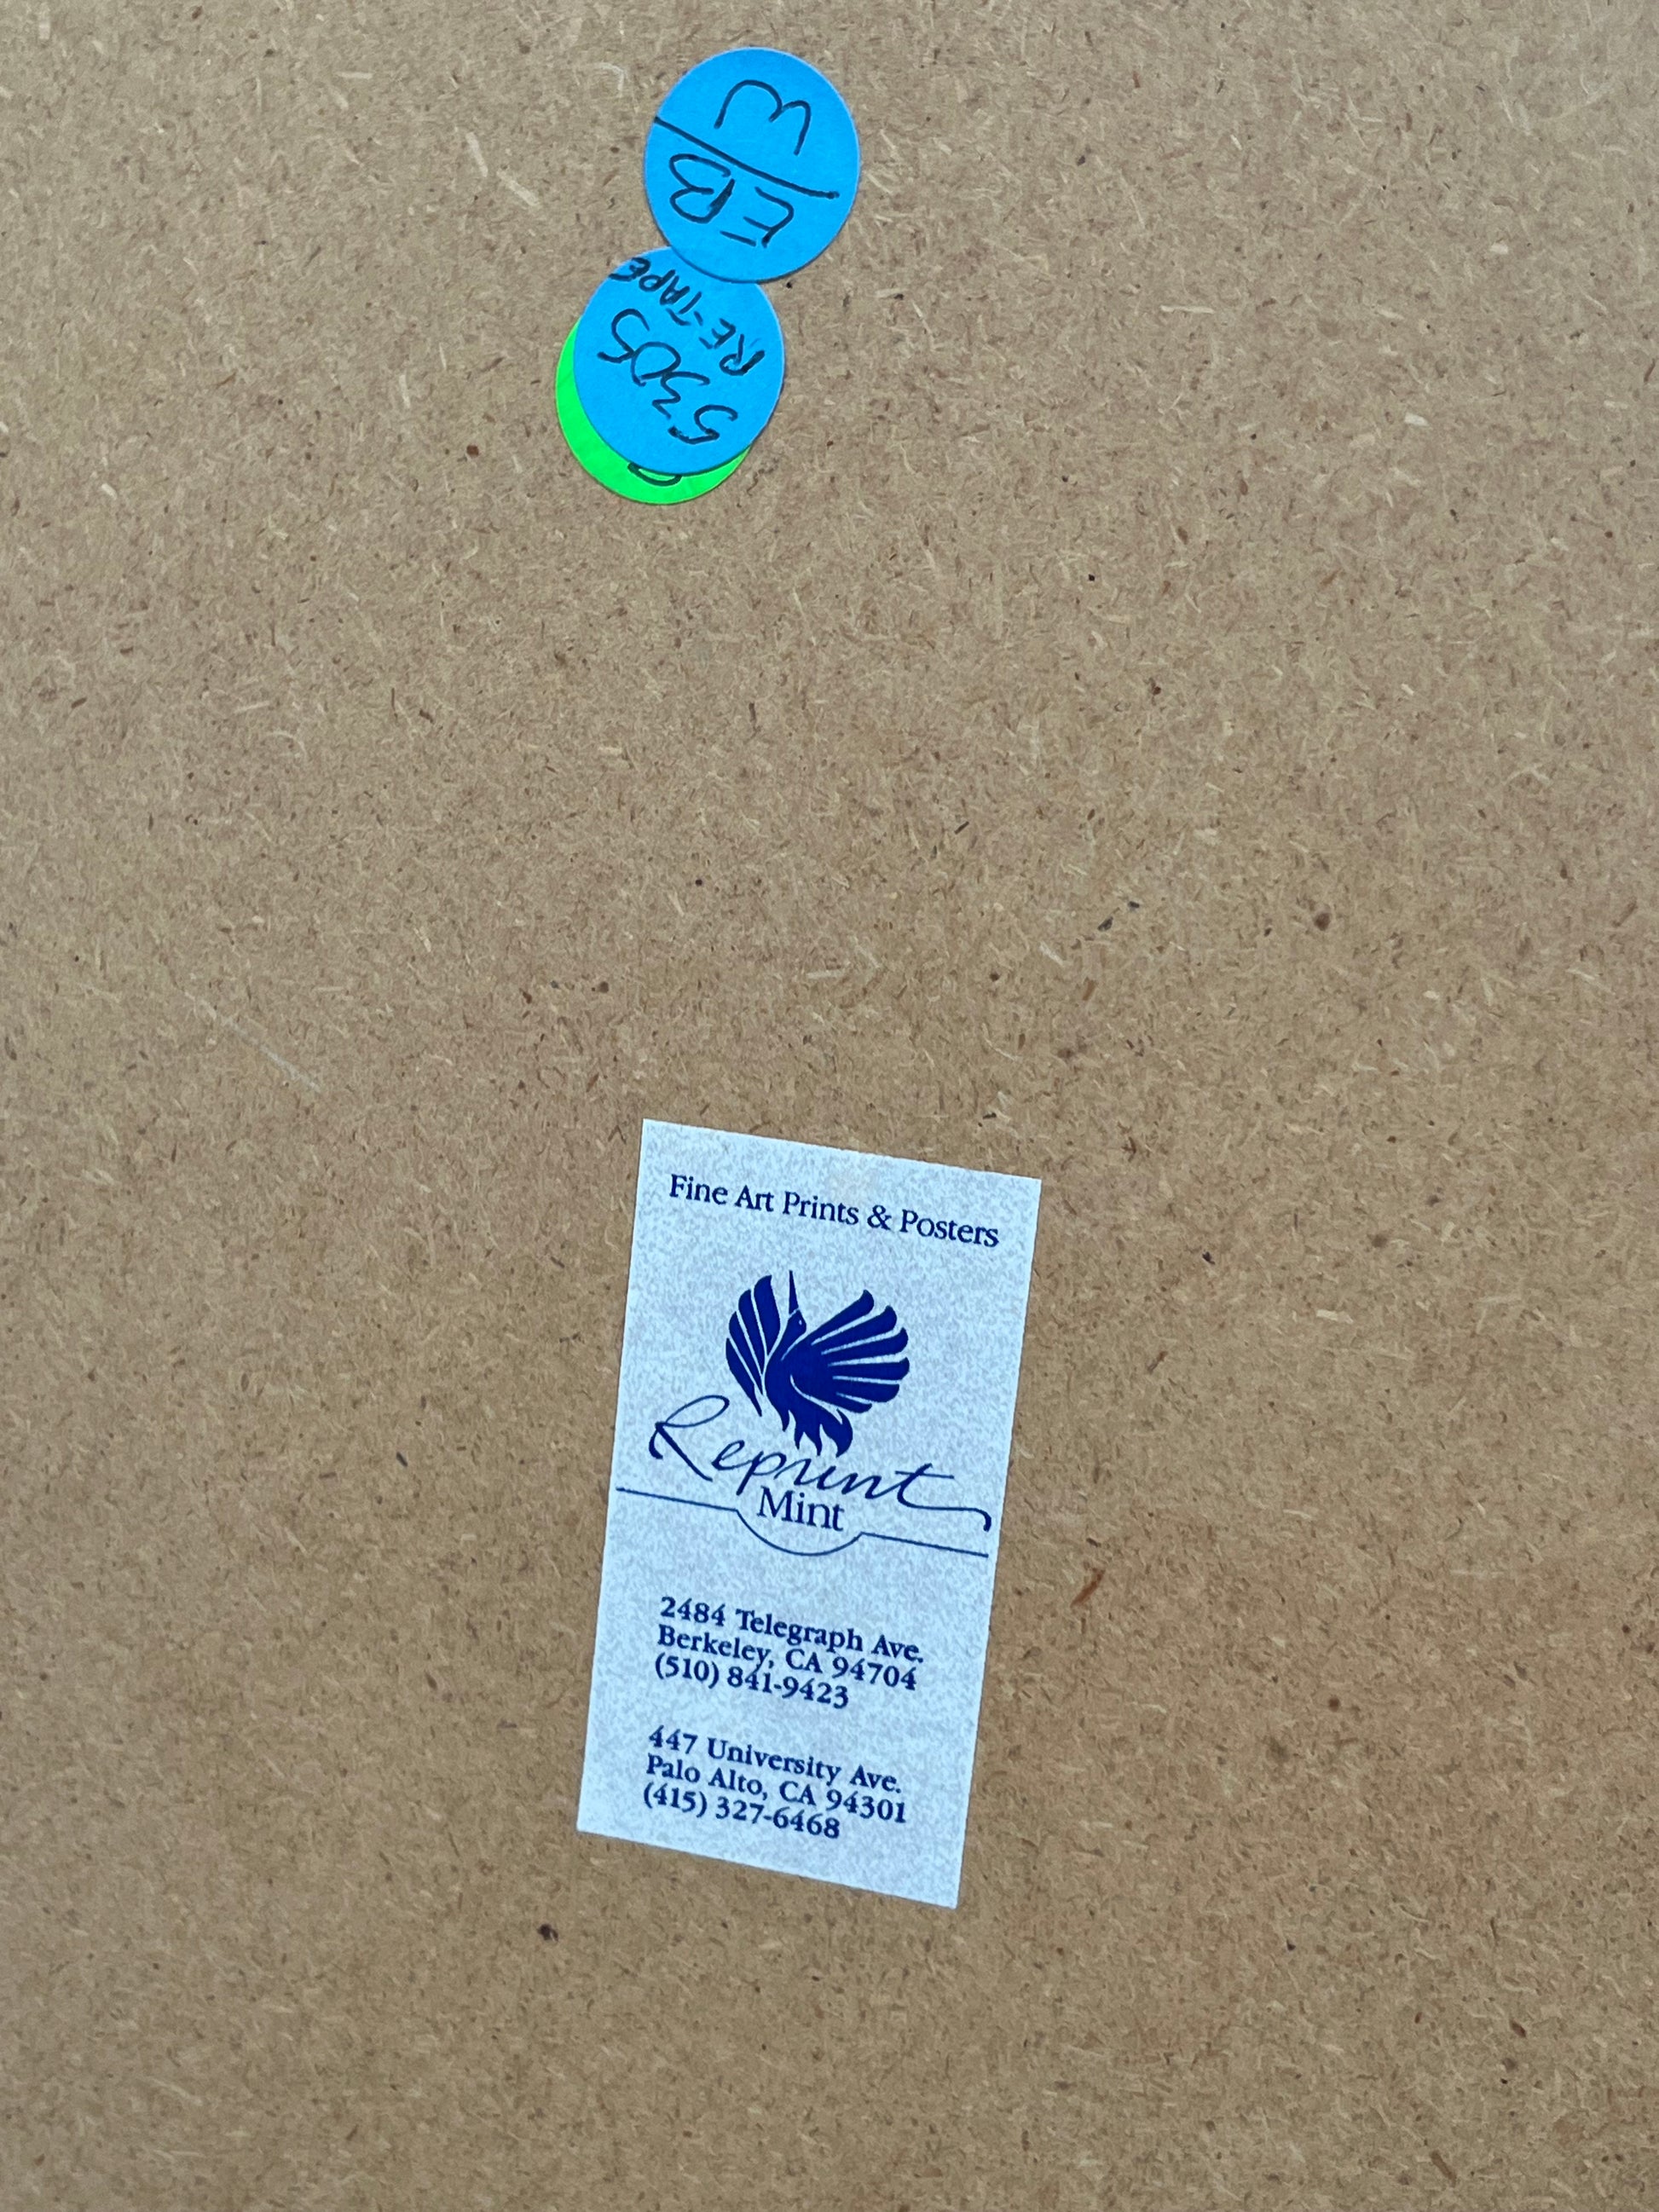 EB
W
RE-TAPE
5305
Fine Art Prints & Posters
Reprint
Mint
2484 Telegraph Ave.
Berkeley, CA 94704
(510) 841-9423
447 University Ave.
Palo Alto, CA 94301
(415) 327-6468